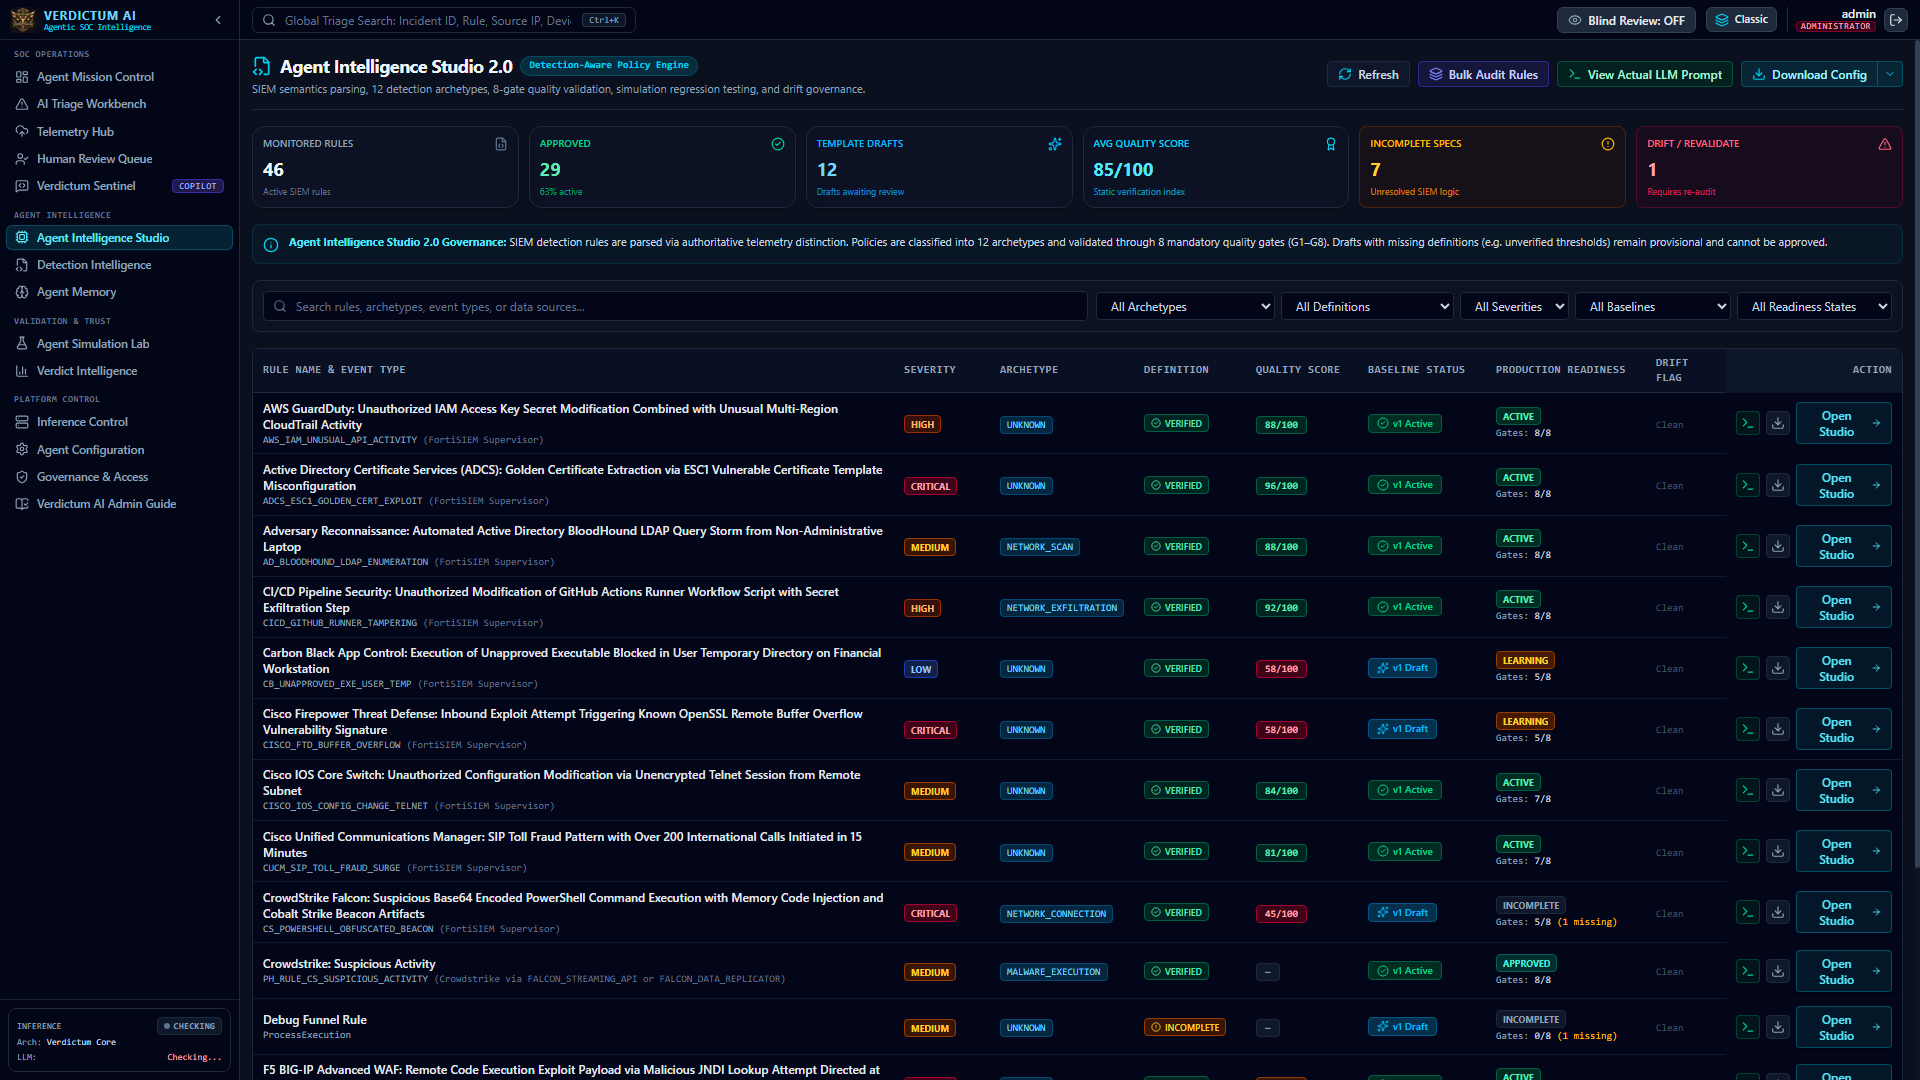 VERDICTUM AI
Agentic SOC Intelligence
Global Triage Search: Incident ID, Rule, Source IP, Devi
Ctrl+K
Blind Review: OFF
Classic
admin
ADMINISTRATOR
SOC OPERATIONS
Agent Mission Control
AI Triage Workbench
Telemetry Hub
Human Review Queue
Verdictum Sentinel
COPILOT
AGENT INTELLIGENCE
Agent Intelligence Studio
Detection Intelligence
Agent Memory
VALIDATION & TRUST
Agent Simulation Lab
Verdict Intelligence
PLATFORM CONTROL
Inference Control
Agent Configuration
Governance & Access
Verdictum AI Admin Guide
INFERENCE
CHECKING
Arch: Verdictum Core
LLM:
Checking...
Agent Intelligence Studio 2.0
Detection-Aware Policy Engine
SIEM semantics parsing, 12 detection archetypes, 8-gate quality validation, simulation regression testing, and drift governance.
Refresh
Bulk Audit Rules
View Actual LLM Prompt
Download Config
MONITORED RULES
46
Active SIEM rules
APPROVED
29
63% active
TEMPLATE DRAFTS
12
Drafts awaiting review
AVG QUALITY SCORE
85/100
Static verification index
INCOMPLETE SPECS
7
Unresolved SIEM logic
DRIFT / REVALIDATE
1
Requires re-audit
Agent Intelligence Studio 2.0 Governance: SIEM detection rules are parsed via authoritative telemetry distinction. Policies are classified into 12 archetypes and validated through 8 mandatory quality gates (G1–G8). Drafts with missing definitions (e.g. unverified thresholds) remain provisional and cannot be approved.
Search rules, archetypes, event types, or data sources...
All Archetypes
All Definitions
All Severities
All Baselines
All Readiness States
RULE NAME & EVENT TYPE
SEVERITY
ARCHETYPE
DEFINITION
QUALITY SCORE
BASELINE STATUS
PRODUCTION READINESS
DRIFT
FLAG
ACTION
AWS GuardDuty: Unauthorized IAM Access Key Secret Modification Combined with Unusual Multi-Region
CloudTrail Activity
AWS_IAM_UNUSUAL_API_ACTIVITY (FortiSIEM Supervisor)
HIGH
UNKNOWN
VERIFIED
88/100
v1 Active
ACTIVE
Gates: 8/8
Clean
Open
Studio
Active Directory Certificate Services (ADCS): Golden Certificate Extraction via ESC1 Vulnerable Certificate Template
Misconfiguration
ADCS_ESC1_GOLDEN_CERT_EXPLOIT (FortiSIEM Supervisor)
CRITICAL
UNKNOWN
VERIFIED
96/100
v1 Active
ACTIVE
Gates: 8/8
Clean
Open
Studio
Adversary Reconnaissance: Automated Active Directory BloodHound LDAP Query Storm from Non-Administrative
Laptop
AD_BLOODHOUND_LDAP_ENUMERATION (FortiSIEM Supervisor)
MEDIUM
NETWORK_SCAN
VERIFIED
88/100
v1 Active
ACTIVE
Gates: 8/8
Clean
Open
Studio
CI/CD Pipeline Security: Unauthorized Modification of GitHub Actions Runner Workflow Script with Secret
Exfiltration Step
CICD_GITHUB_RUNNER_TAMPERING (FortiSIEM Supervisor)
HIGH
NETWORK_EXFILTRATION
VERIFIED
92/100
v1 Active
ACTIVE
Gates: 8/8
Clean
Open
Studio
Carbon Black App Control: Execution of Unapproved Executable Blocked in User Temporary Directory on Financial
Workstation
CB_UNAPPROVED_EXE_USER_TEMP (FortiSIEM Supervisor)
LOW
UNKNOWN
VERIFIED
58/100
v1 Draft
LEARNING
Gates: 5/8
Clean
Open
Studio
Cisco Firepower Threat Defense: Inbound Exploit Attempt Triggering Known OpenSSL Remote Buffer Overflow
Vulnerability Signature
CISCO_FTD_BUFFER_OVERFLOW (FortiSIEM Supervisor)
CRITICAL
UNKNOWN
VERIFIED
58/100
v1 Draft
LEARNING
Gates: 5/8
Clean
Open
Studio
Cisco IOS Core Switch: Unauthorized Configuration Modification via Unencrypted Telnet Session from Remote
Subnet
CISCO_IOS_CONFIG_CHANGE_TELNET (FortiSIEM Supervisor)
MEDIUM
UNKNOWN
VERIFIED
84/100
v1 Active
ACTIVE
Gates: 7/8
Clean
Open
Studio
Cisco Unified Communications Manager: SIP Toll Fraud Pattern with Over 200 International Calls Initiated in 15
Minutes
CUCM_SIP_TOLL_FRAUD_SURGE (FortiSIEM Supervisor)
MEDIUM
UNKNOWN
VERIFIED
81/100
v1 Active
ACTIVE
Gates: 7/8
Clean
Open
Studio
CrowdStrike Falcon: Suspicious Base64 Encoded PowerShell Command Execution with Memory Code Injection and
Cobalt Strike Beacon Artifacts
CS_POWERSHELL_OBFUSCATED_BEACON (FortiSIEM Supervisor)
CRITICAL
NETWORK_CONNECTION
VERIFIED
45/100
v1 Draft
INCOMPLETE
Gates: 5/8 (1 missing)
Clean
Open
Studio
Crowdstrike: Suspicious Activity
PH_RULE_CS_SUSPICIOUS_ACTIVITY (Crowdstrike via FALCON_STREAMING_API or FALCON_DATA_REPLICATOR)
MEDIUM
MALWARE_EXECUTION
VERIFIED
—
v1 Active
APPROVED
Gates: 8/8
Clean
Open
Studio
Debug Funnel Rule
ProcessExecution
MEDIUM
UNKNOWN
INCOMPLETE
—
v1 Draft
INCOMPLETE
Gates: 0/8 (1 missing)
Clean
Open
Studio
F5 BIG-IP Advanced WAF: Remote Code Execution Exploit Payload via Malicious JNDI Lookup Attempt Directed at
ACTIVE
Open